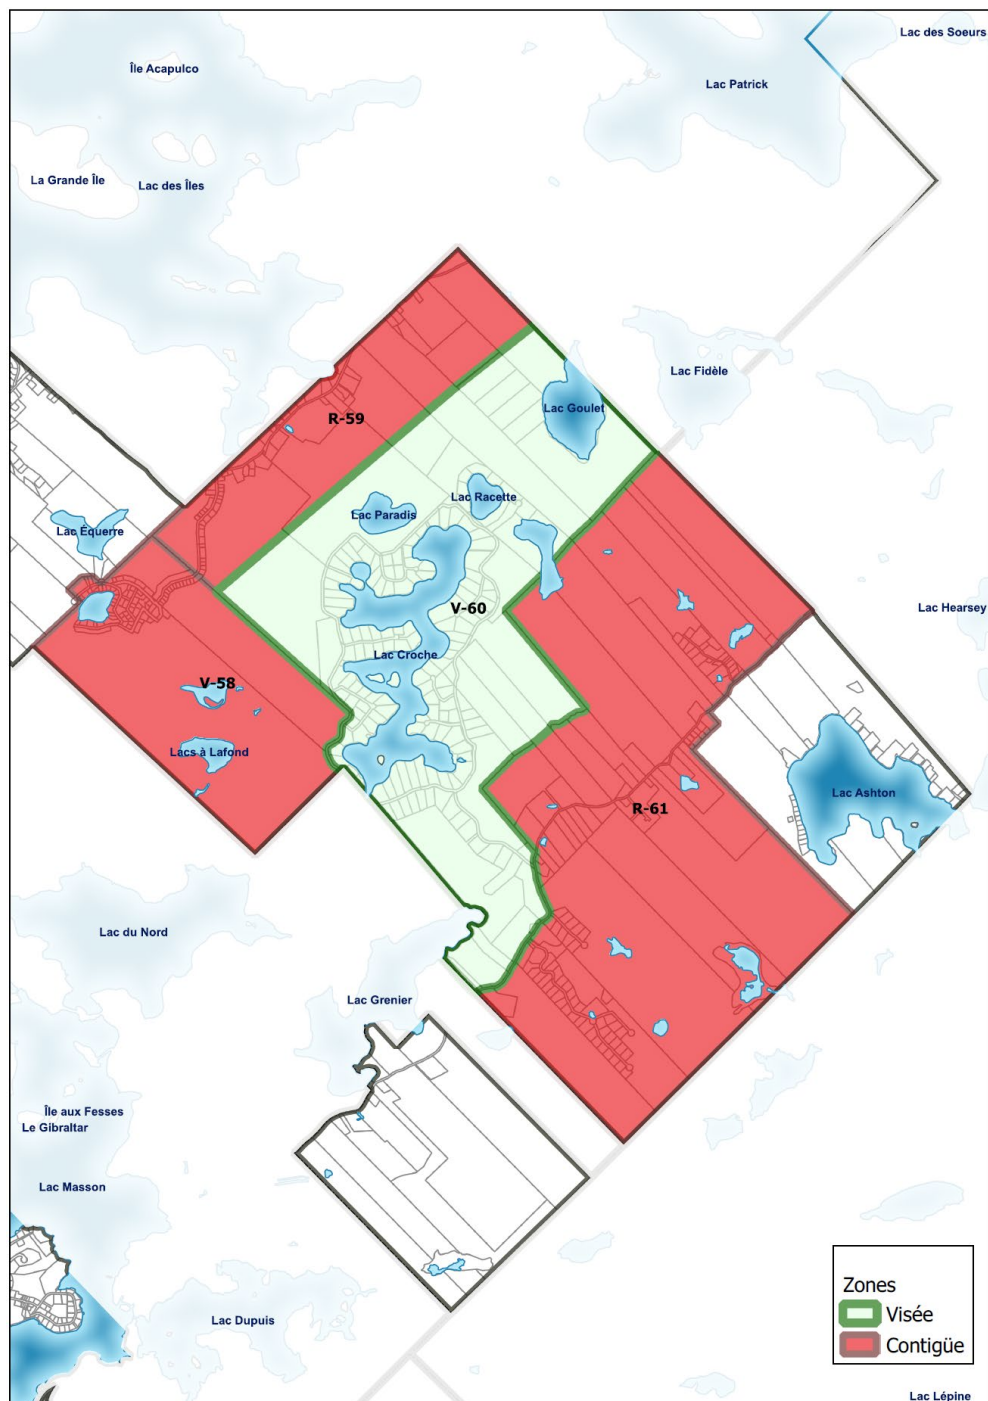 Lac des Soeurs
Île Acapulco
Lac Patrick
La Grande Île
Lac des Îles
Lac Fidèle
Lac Goulet
R-59
Lac Racette
Lac Paradis
Lac Équerre
V-60
Lac Hearsey
Lac Croche
V-58
Lacs à Lafond
Lac Ashton
R-61
Lac du Nord
Lac Grenier
Île aux Fesses
Le Gibraltar
Lac Masson
Zones
Visée
Contigüe
Lac Dupuis
Lac Lépine